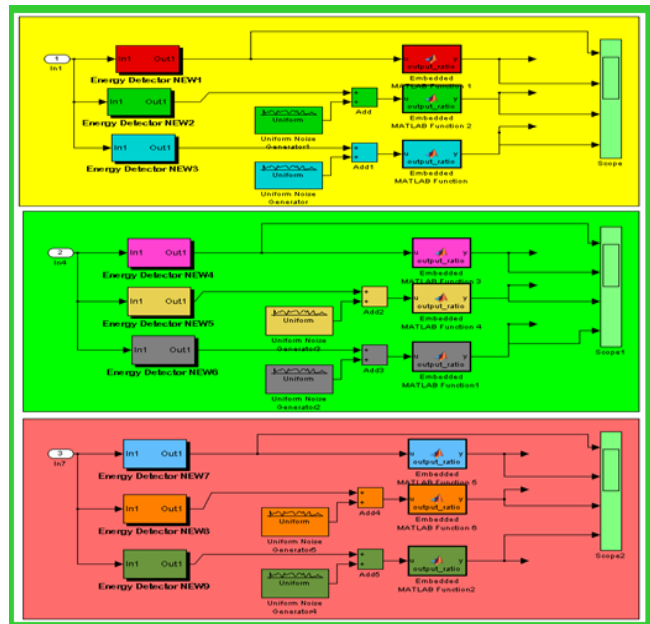 1
In1
In1 Out1
Energy Detector NEW1
u y
output_ratio
Embedded
MATLAB Function 1
In1 Out1
Energy Detector NEW2
Uniform
Uniform Noise
Generator1
+
+
Add
u y
output_ratio
Embedded
MATLAB Function 2
In1 Out1
Energy Detector NEW3
Uniform
Uniform Noise
Generator
+
+
Add1
u y
output_ratio
Embedded
MATLAB Function
Scope
2
In4
In1 Out1
Energy Detector NEW4
u y
output_ratio
Embedded
MATLAB Function 3
In1 Out1
Energy Detector NEW5
Uniform
Uniform Noise
Generator3
+
+
Add2
u y
output_ratio
Embedded
MATLAB Function 4
In1 Out1
Energy Detector NEW6
Uniform
Uniform Noise
Generator2
+
+
Add3
u y
output_ratio
Embedded
MATLAB Function1
Scope1
3
In7
In1 Out1
Energy Detector NEW7
u y
output_ratio
Embedded
MATLAB Function 5
In1 Out1
Energy Detector NEW8
Uniform
Uniform Noise
Generator5
+
+
Add4
u y
output_ratio
Embedded
MATLAB Function 6
In1 Out1
Energy Detector NEW9
Uniform
Uniform Noise
Generator4
+
+
Add5
u y
output_ratio
Embedded
MATLAB Function2
Scope2